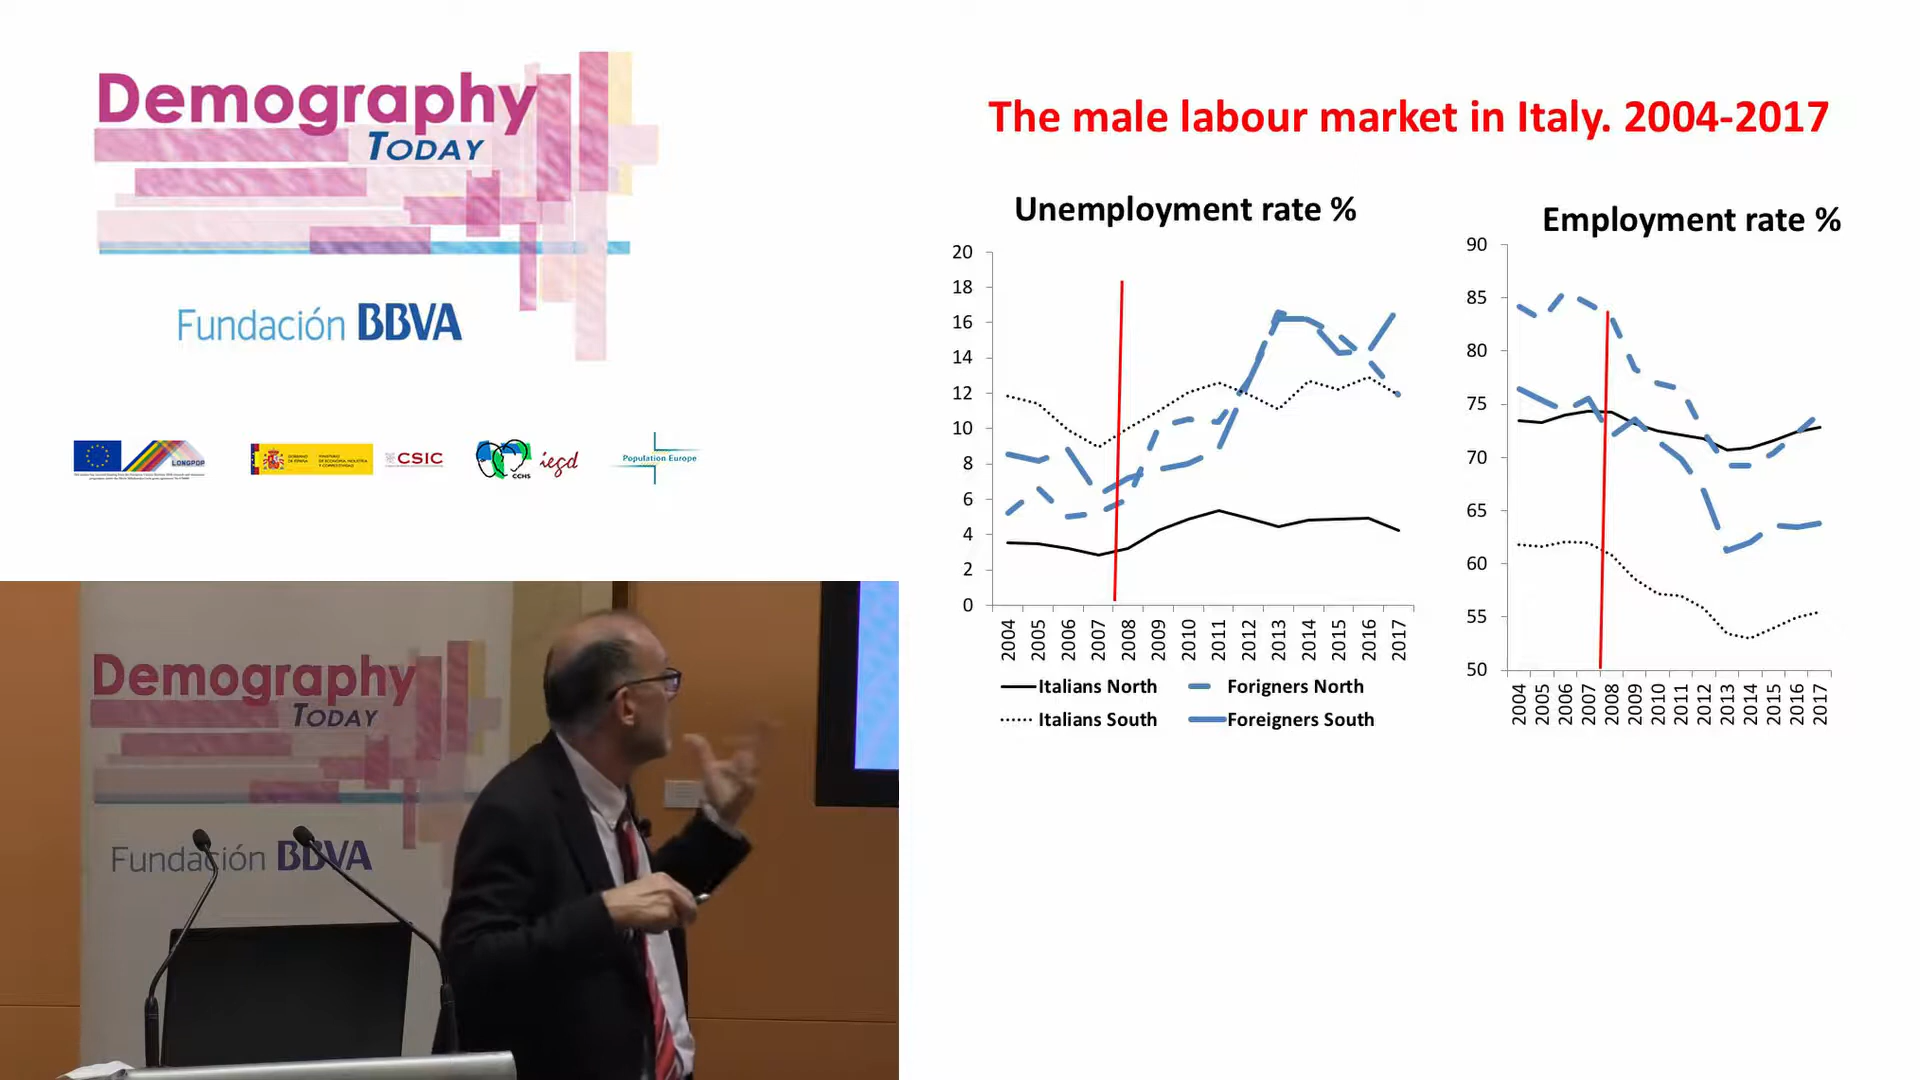 Demography
TODAY
Fundación BBVA
LONGPOP
CSIC
CCHS
iegd
Population Europe
The male labour market in Italy. 2004-2017
Unemployment rate %
20
18
16
14
12
10
8
6
4
2
0
2004 2005 2006 2007 2008 2009 2010 2011 2012 2013 2014 2015 2016 2017
Italians North
Forigners North
Italians South
Foreigners South
Employment rate %
90
85
80
75
70
65
60
55
50
2004 2005 2006 2007 2008 2009 2010 2011 2012 2013 2014 2015 2016 2017
Demography
TODAY
Fundación BBVA